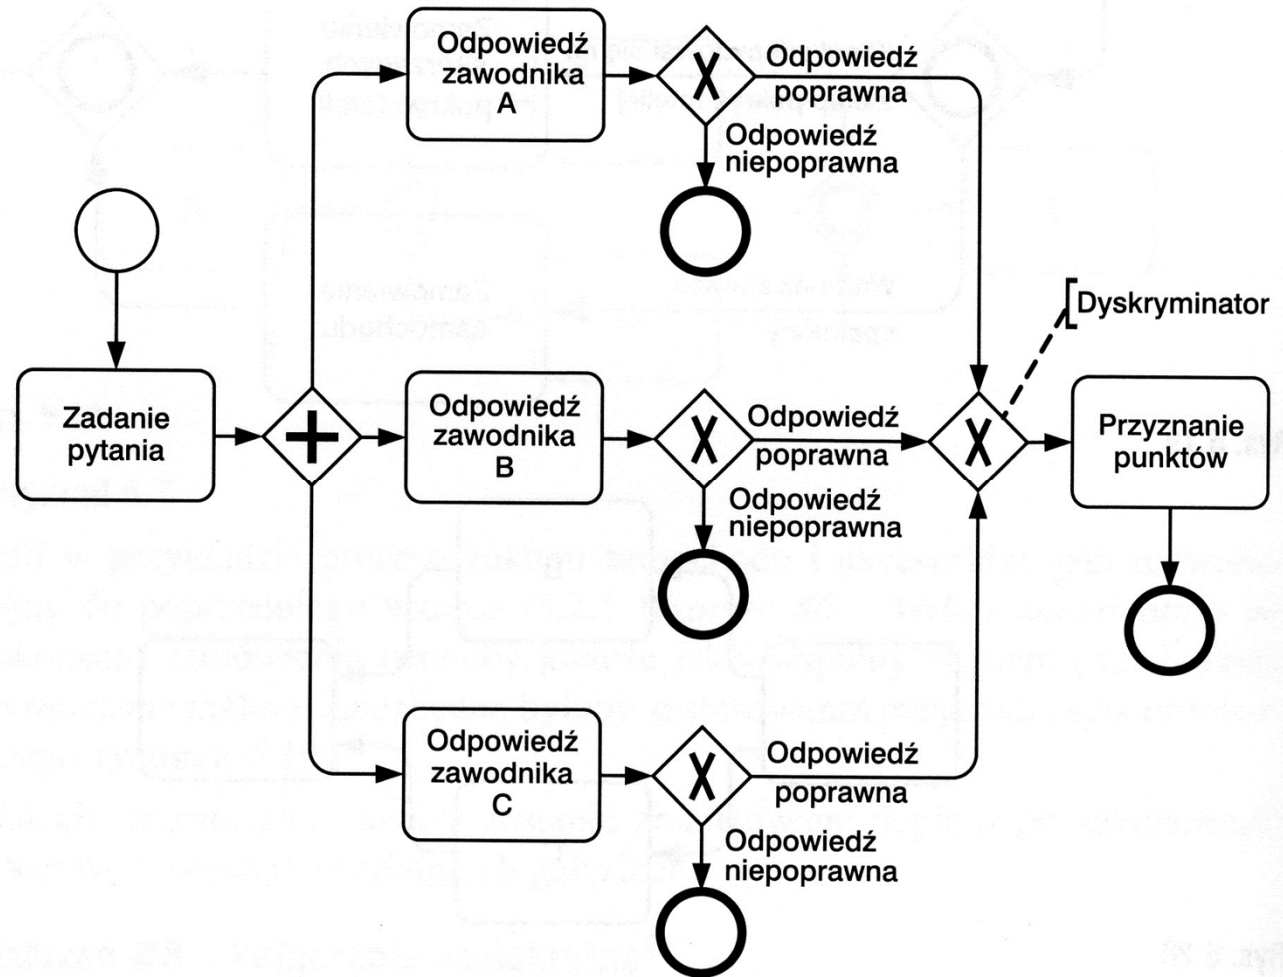 Odpowiedź
zawodnika
A
Odpowiedź
poprawna
Odpowiedź
niepoprawna
Dyskryminator
Zadanie
pytania
Odpowiedź
zawodnika
B
Odpowiedź
poprawna
Odpowiedź
niepoprawna
Przyznanie
punktów
Odpowiedź
zawodnika
C
Odpowiedź
poprawna
Odpowiedź
niepoprawna